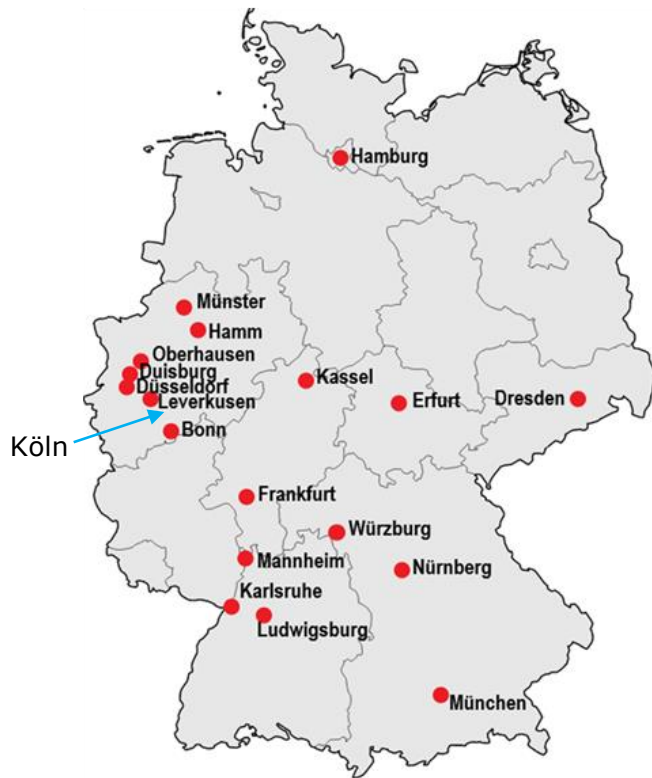 Hamburg
Münster
Hamm
Oberhausen
Duisburg
Düsseldorf
Leverkusen
Köln
Bonn
Kassel
Erfurt
Dresden
Frankfurt
Würzburg
Mannheim
Nürnberg
Karlsruhe
Ludwigsburg
München